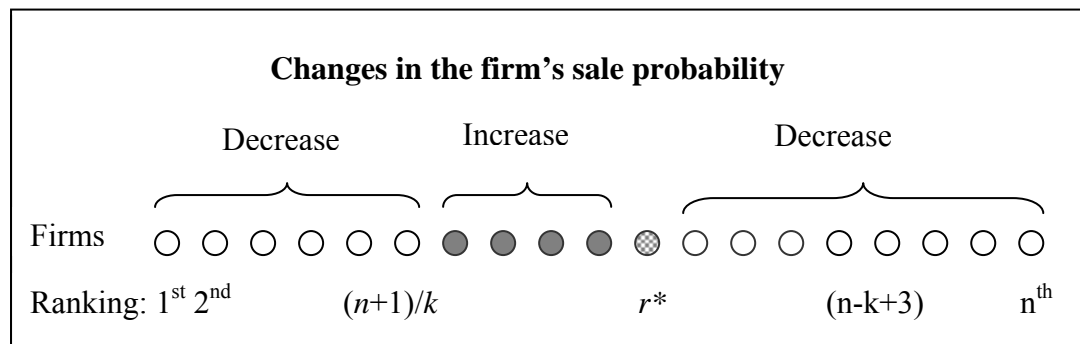 Changes in the firm’s sale probability
Decrease Increase Decrease
Firms
Ranking: 1st 2nd (n+1)/k r* (n-k+3) nth